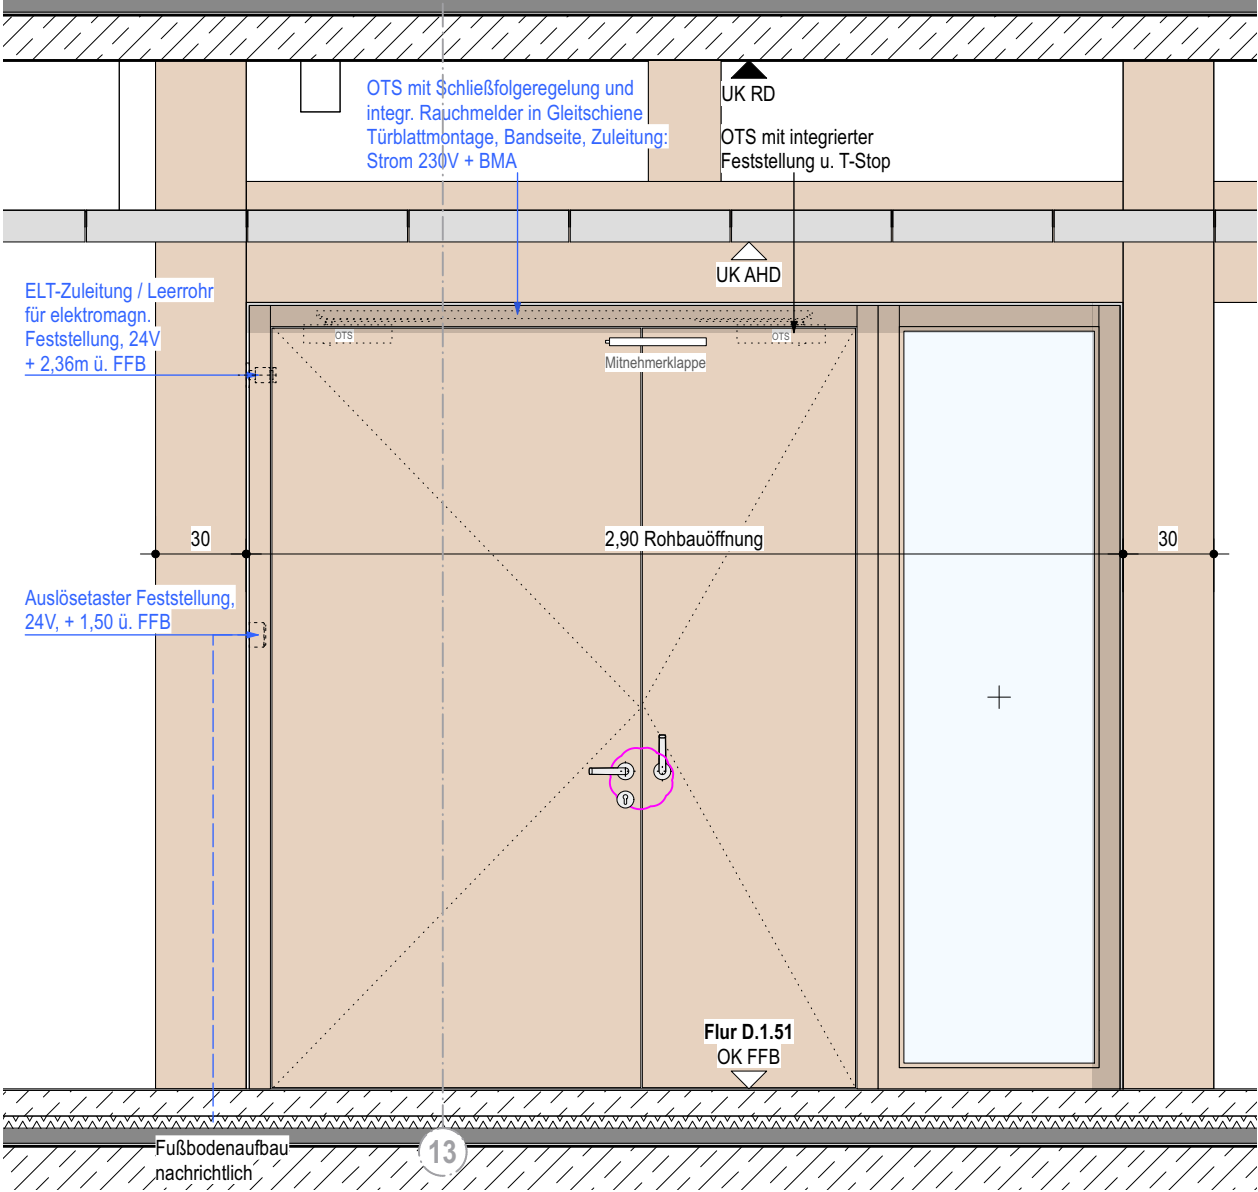 OTS mit Schließfolgeregelung und
integr. Rauchmelder in Gleitschiene
Türblattmontage, Bandseite, Zuleitung:
Strom 230V + BMA
UK RD
OTS mit integrierter
Feststellung u. T-Stop
UK AHD
ELT-Zuleitung / Leerrohr
für elektromagn.
Feststellung, 24V
+ 2,36m ü. FFB
OTS
OTS
Mitnehmerklappe
30
2,90 Rohbauöffnung
30
Auslösetaster Feststellung,
24V, + 1,50 ü. FFB
Flur D.1.51
OK FFB
Fußbodenaufbau
nachrichtlich
13